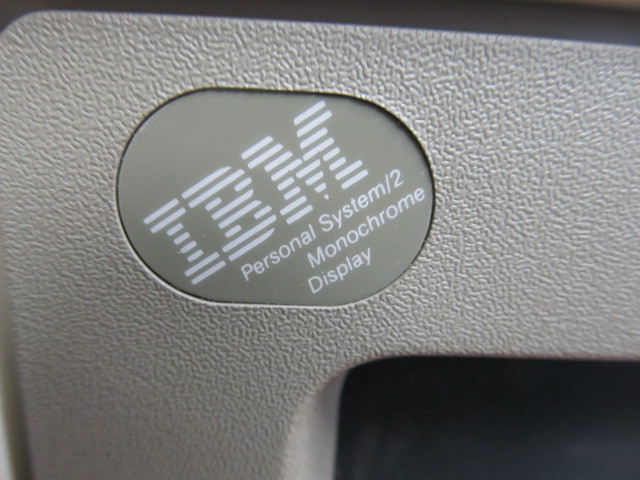 IBM
Personal System/2
Monochrome
Display